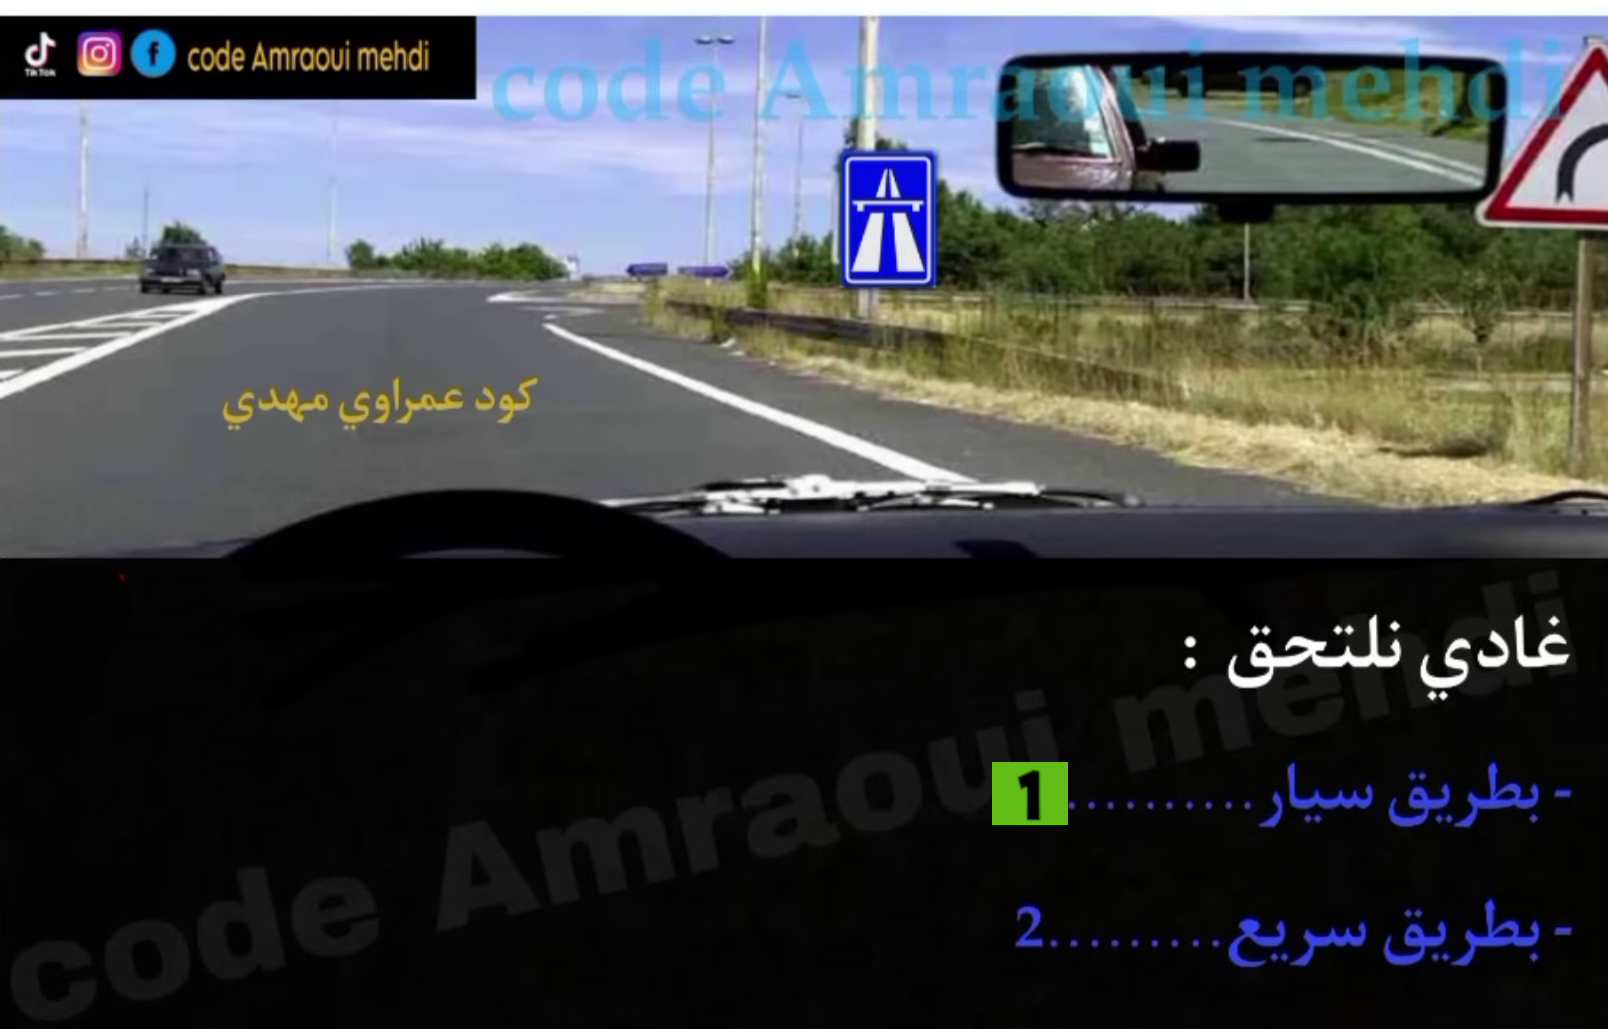 TikTok
code Amraoui mehdi
code Amraoui mehdi
كود عمراوي مهدي
غادي نلتحق :
- بطريق سيار..........1
- بطريق سريع.........2
code Amraoui mehdi